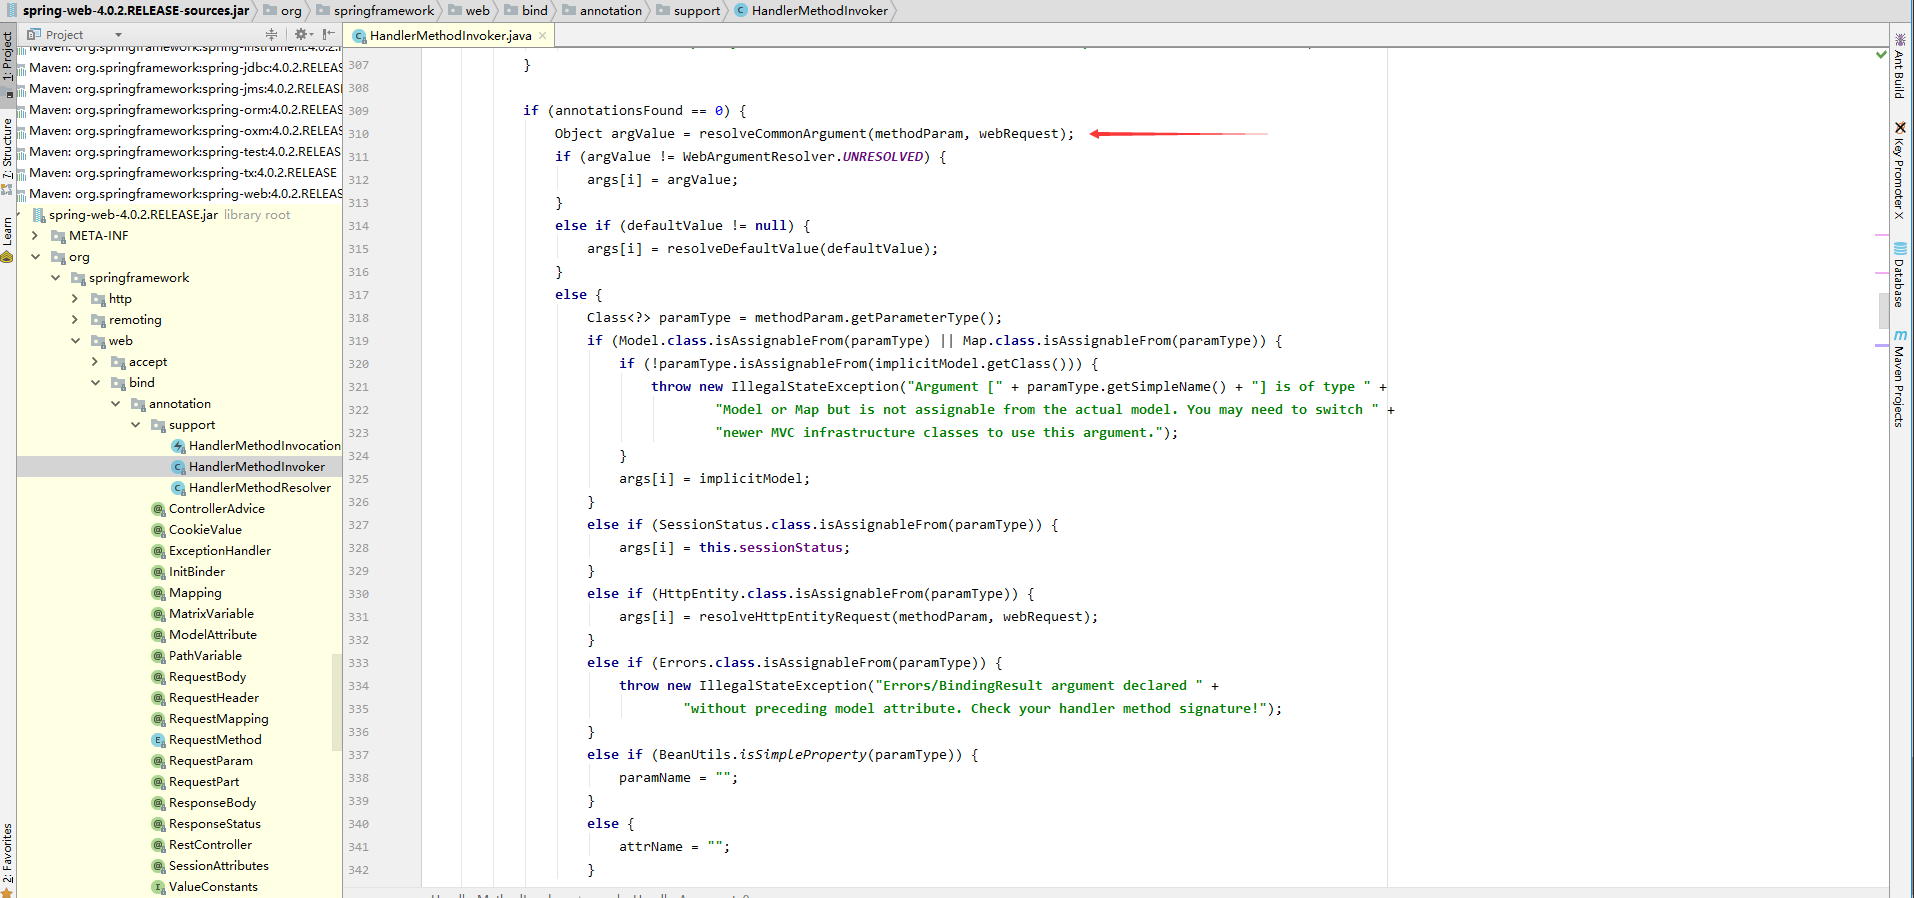 spring-web-4.0.2.RELEASE-sources.jar org springframework web bind annotation support HandlerMethodInvoker
Project
HandlerMethodInvoker.java
1: Project
7: Structure
Learn
2: Favorites
Maven: org.springframework:spring-instrument:4.0.2.R
Maven: org.springframework:spring-jdbc:4.0.2.RELEAS
Maven: org.springframework:spring-jms:4.0.2.RELEASE
Maven: org.springframework:spring-orm:4.0.2.RELEAS
Maven: org.springframework:spring-oxm:4.0.2.RELEAS
Maven: org.springframework:spring-test:4.0.2.RELEAS
Maven: org.springframework:spring-tx:4.0.2.RELEASE
Maven: org.springframework:spring-web:4.0.2.RELEAS
spring-web-4.0.2.RELEASE.jar library root
META-INF
org
springframework
http
remoting
web
accept
bind
annotation
support
HandlerMethodInvocation
HandlerMethodInvoker
HandlerMethodResolver
ControllerAdvice
CookieValue
ExceptionHandler
InitBinder
Mapping
MatrixVariable
ModelAttribute
PathVariable
RequestBody
RequestHeader
RequestMapping
RequestMethod
RequestParam
RequestPart
ResponseBody
ResponseStatus
RestController
SessionAttributes
ValueConstants
307 }
308
309 if (annotationsFound == 0) {
310 Object argValue = resolveCommonArgument(methodParam, webRequest);
311 if (argValue != WebArgumentResolver.UNRESOLVED) {
312 args[i] = argValue;
313 }
314 else if (defaultValue != null) {
315 args[i] = resolveDefaultValue(defaultValue);
316 }
317 else {
318 Class<?> paramType = methodParam.getParameterType();
319 if (Model.class.isAssignableFrom(paramType) || Map.class.isAssignableFrom(paramType)) {
320 if (!paramType.isAssignableFrom(implicitModel.getClass())) {
321 throw new IllegalStateException("Argument [" + paramType.getSimpleName() + "] is of type " +
322 "Model or Map but is not assignable from the actual model. You may need to switch " +
323 "newer MVC infrastructure classes to use this argument.");
324 }
325 args[i] = implicitModel;
326 }
327 else if (SessionStatus.class.isAssignableFrom(paramType)) {
328 args[i] = this.sessionStatus;
329 }
330 else if (HttpEntity.class.isAssignableFrom(paramType)) {
331 args[i] = resolveHttpEntityRequest(methodParam, webRequest);
332 }
333 else if (Errors.class.isAssignableFrom(paramType)) {
334 throw new IllegalStateException("Errors/BindingResult argument declared " +
335 "without preceding model attribute. Check your handler method signature!");
336 }
337 else if (BeanUtils.isSimpleProperty(paramType)) {
338 paramName = "";
339 }
340 else {
341 attrName = "";
342 }
Ant Build
Key Promoter X
Database
Maven Projects